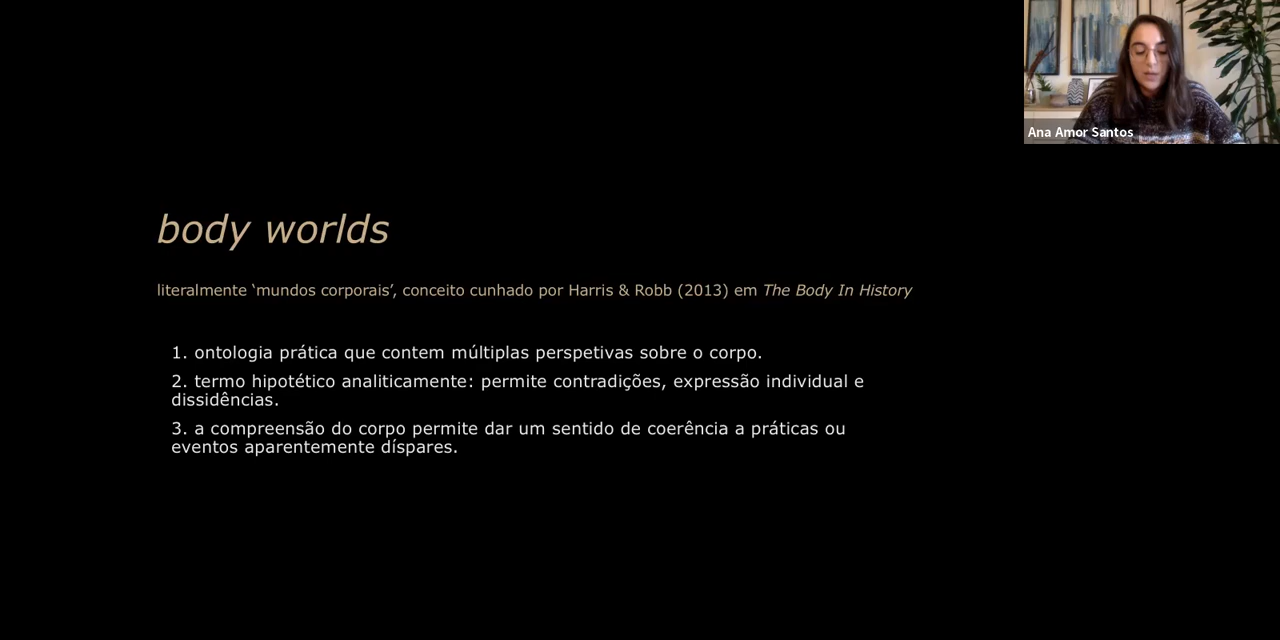 Ana Amor Santos
body worlds
literalmente ‘mundos corporais’, conceito cunhado por Harris & Robb (2013) em The Body In History
1. ontologia prática que contem múltiplas perspetivas sobre o corpo.
2. termo hipotético analiticamente: permite contradições, expressão individual e
dissidências.
3. a compreensão do corpo permite dar um sentido de coerência a práticas ou
eventos aparentemente díspares.